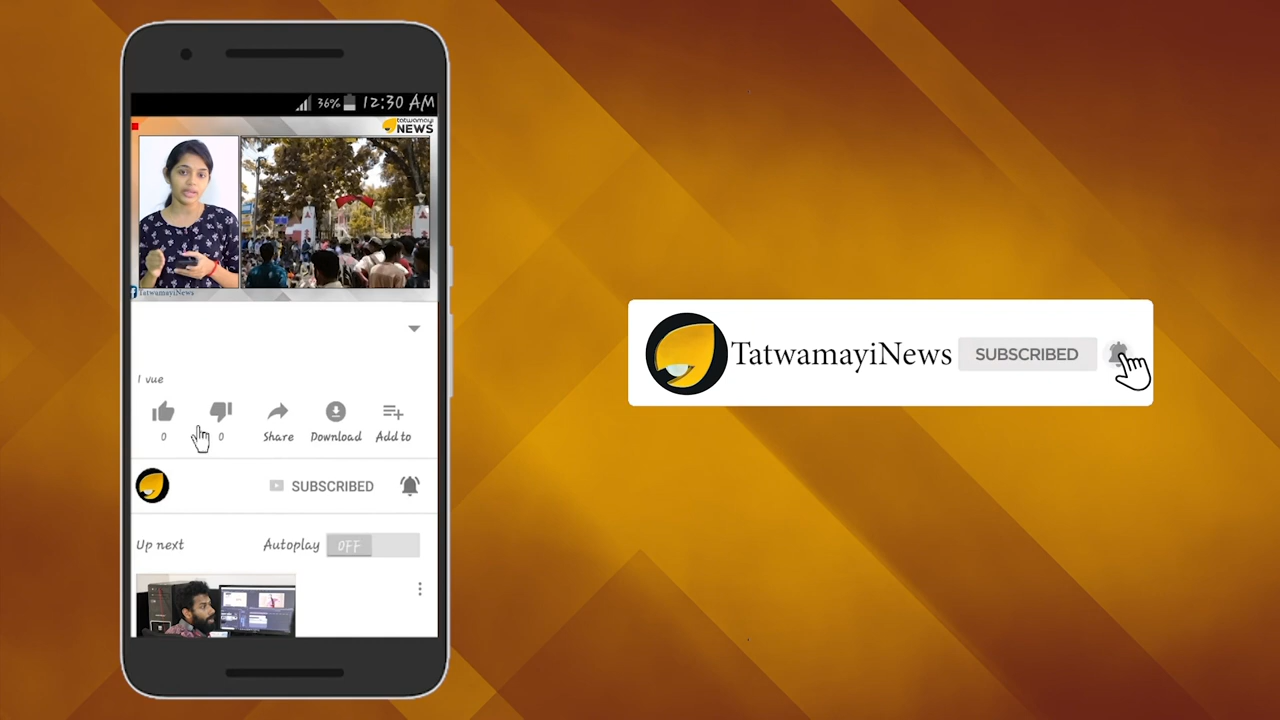 36% 12:30 AM
tatwamayi
NEWS
TatwamayiNews
1 vue
0 0 Share Download Add to
SUBSCRIBED
Up next Autoplay OFF
TatwamayiNews SUBSCRIBED